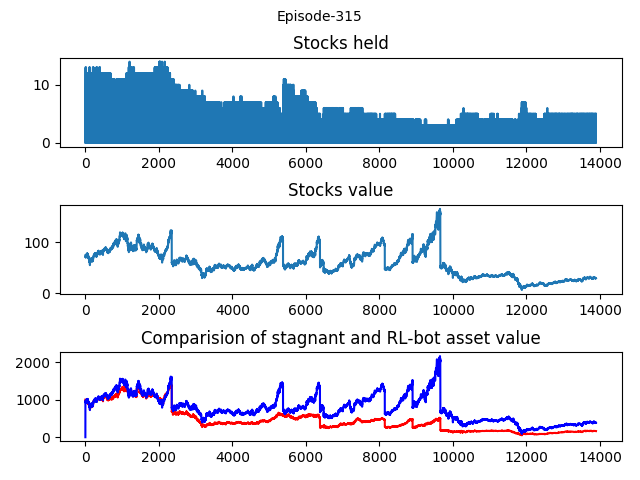 Episode-315
Stocks held
10
0
0 2000 4000 6000 8000 10000 12000 14000
Stocks value
100
0
0 2000 4000 6000 8000 10000 12000 14000
Comparision of stagnant and RL-bot asset value
2000
1000
0
0 2000 4000 6000 8000 10000 12000 14000